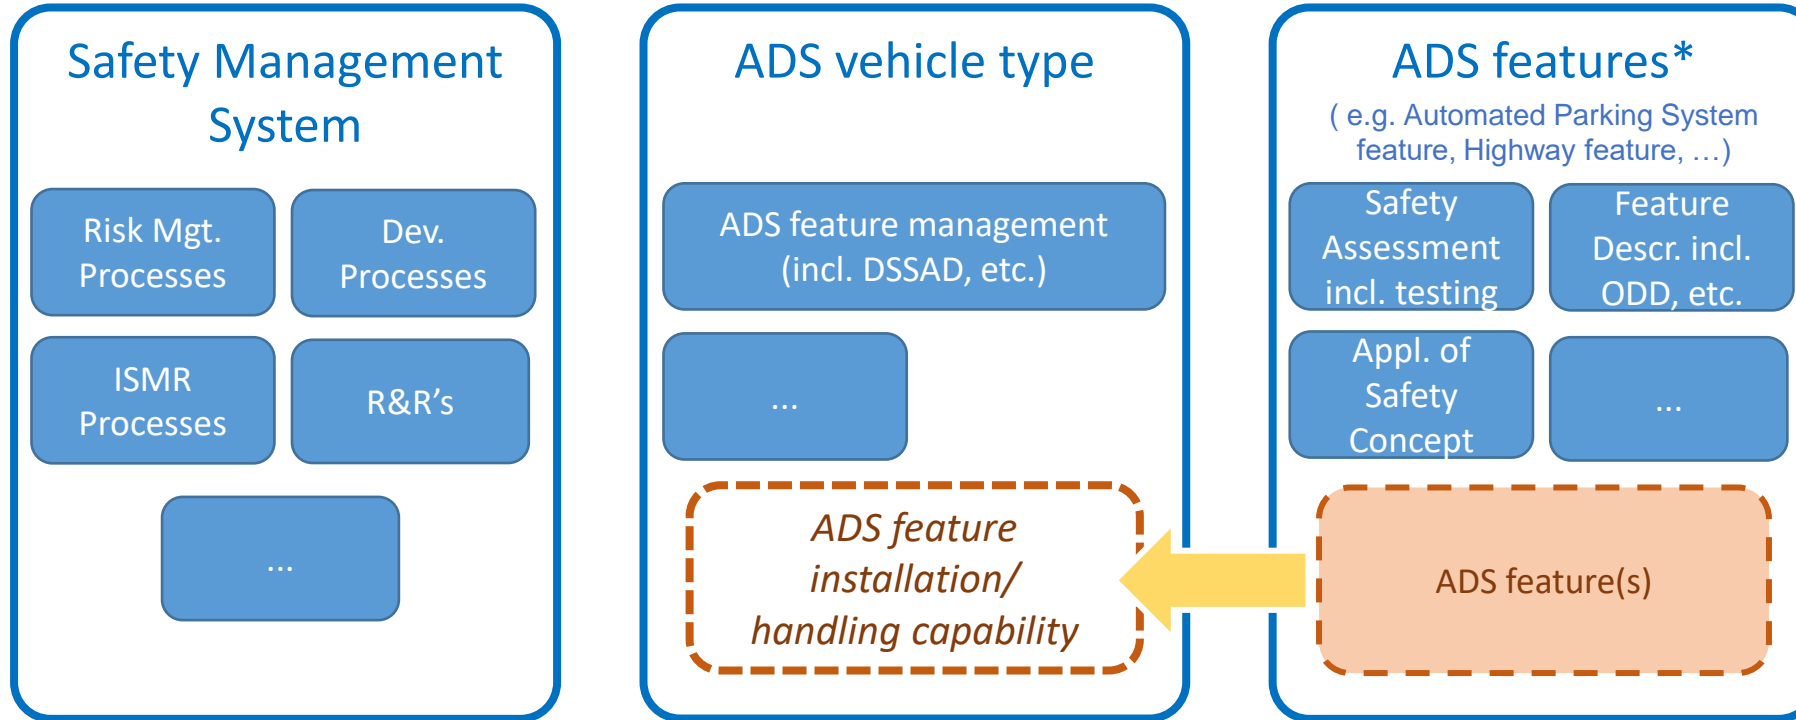 Safety Management
System
Risk Mgt.
Processes
Dev.
Processes
ISMR
Processes
R&R’s
...
ADS vehicle type
ADS feature management
(incl. DSSAD, etc.)
...
ADS feature
installation/
handling capability
ADS features*
( e.g. Automated Parking System
feature, Highway feature, …)
Safety
Assessment
incl. testing
Feature
Descr. incl.
ODD, etc.
Appl. of
Safety
Concept
...
ADS feature(s)